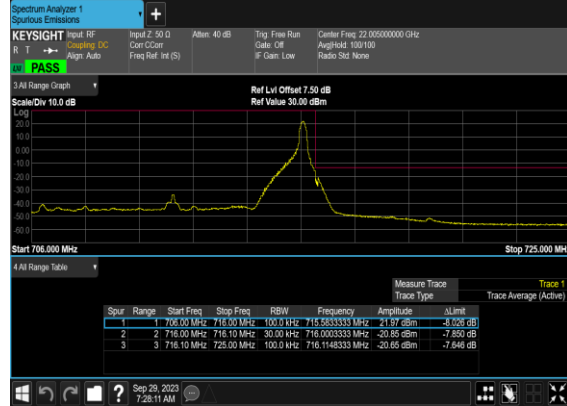 Spectrum Analyzer 1
Spurious Emissions
KEYSIGHT Input: RF Input Z: 50 Ω Atten: 40 dB Trig: Free Run Center Freq: 22.005000000 GHz
R T Coupling: DC Corr CCorr Gate: Off Avg|Hold: 100/100
Align: Auto Freq Ref: Int (S) IF Gain: Low Radio Std: None
LW PASS
3 All Range Graph
Ref Lvl Offset 7.50 dB
Scale/Div 10.0 dB Ref Value 30.00 dBm
Log
20.0
10.0
0.00
-10.0
-20.0
-30.0
-40.0
-50.0
-60.0
Start 706.000 MHz Stop 725.000 MH
4 All Range Table
Measure Trace Trace 1
Trace Type Trace Average (Active)
Spur Range Start Freq Stop Freq RBW Frequency Amplitude ΔLimit
1 1 706.00 MHz 716.00 MHz 100.0 kHz 715.5833333 MHz 21.97 dBm -8.026 dB
2 2 716.00 MHz 716.10 MHz 30.00 kHz 716.0003333 MHz -20.85 dBm -7.850 dB
3 3 716.10 MHz 725.00 MHz 100.0 kHz 716.1148333 MHz -20.65 dBm -7.646 dB
? Sep 29, 2023
7:28:11 AM